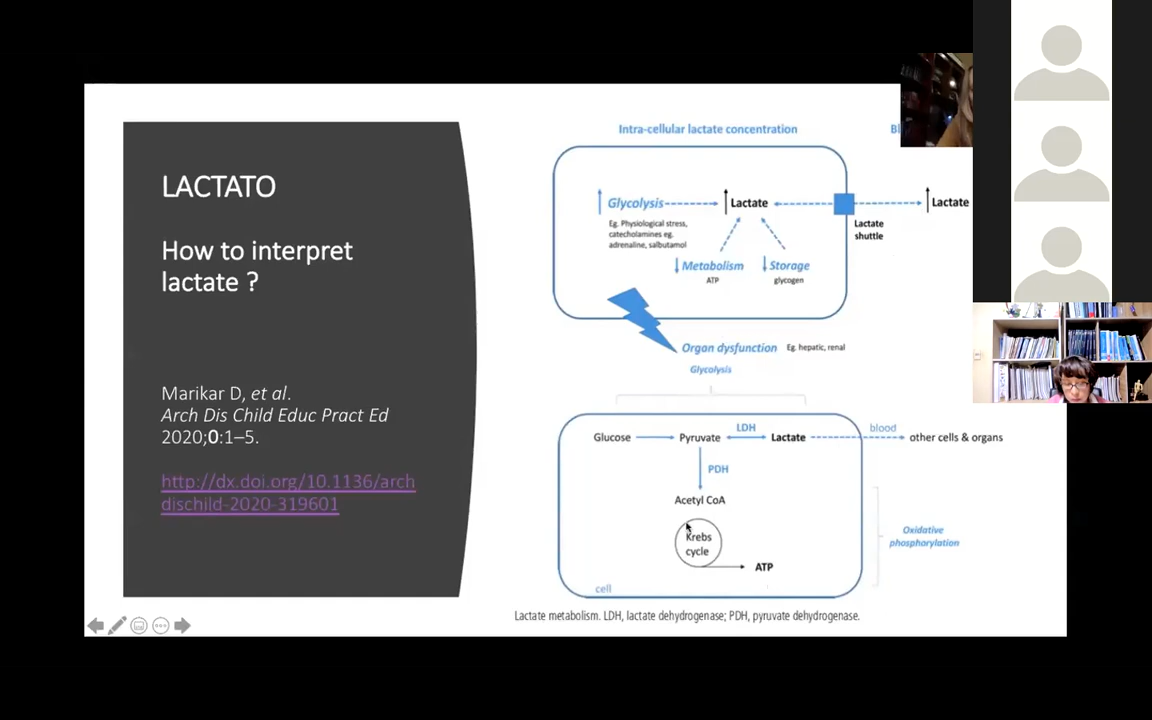 LACTATO
How to interpret
lactate ?
Marikar D, et al.
Arch Dis Child Educ Pract Ed
2020;0:1–5.
http://dx.doi.org/10.1136/arch
dischild-2020-319601
Intra-cellular lactate concentration
Glycolysis
Eg. Physiological stress,
catecholamines eg.
adrenaline, salbutamol
Lactate
Lactate
shuttle
Lactate
Metabolism
ATP
Storage
glycogen
Organ dysfunction Eg. hepatic, renal
Glycolysis
Glucose Pyruvate LDH Lactate blood other cells & organs
PDH
Acetyl CoA
Krebs
cycle
ATP
Oxidative
phosphorylation
cell
Lactate metabolism. LDH, lactate dehydrogenase; PDH, pyruvate dehydrogenase.